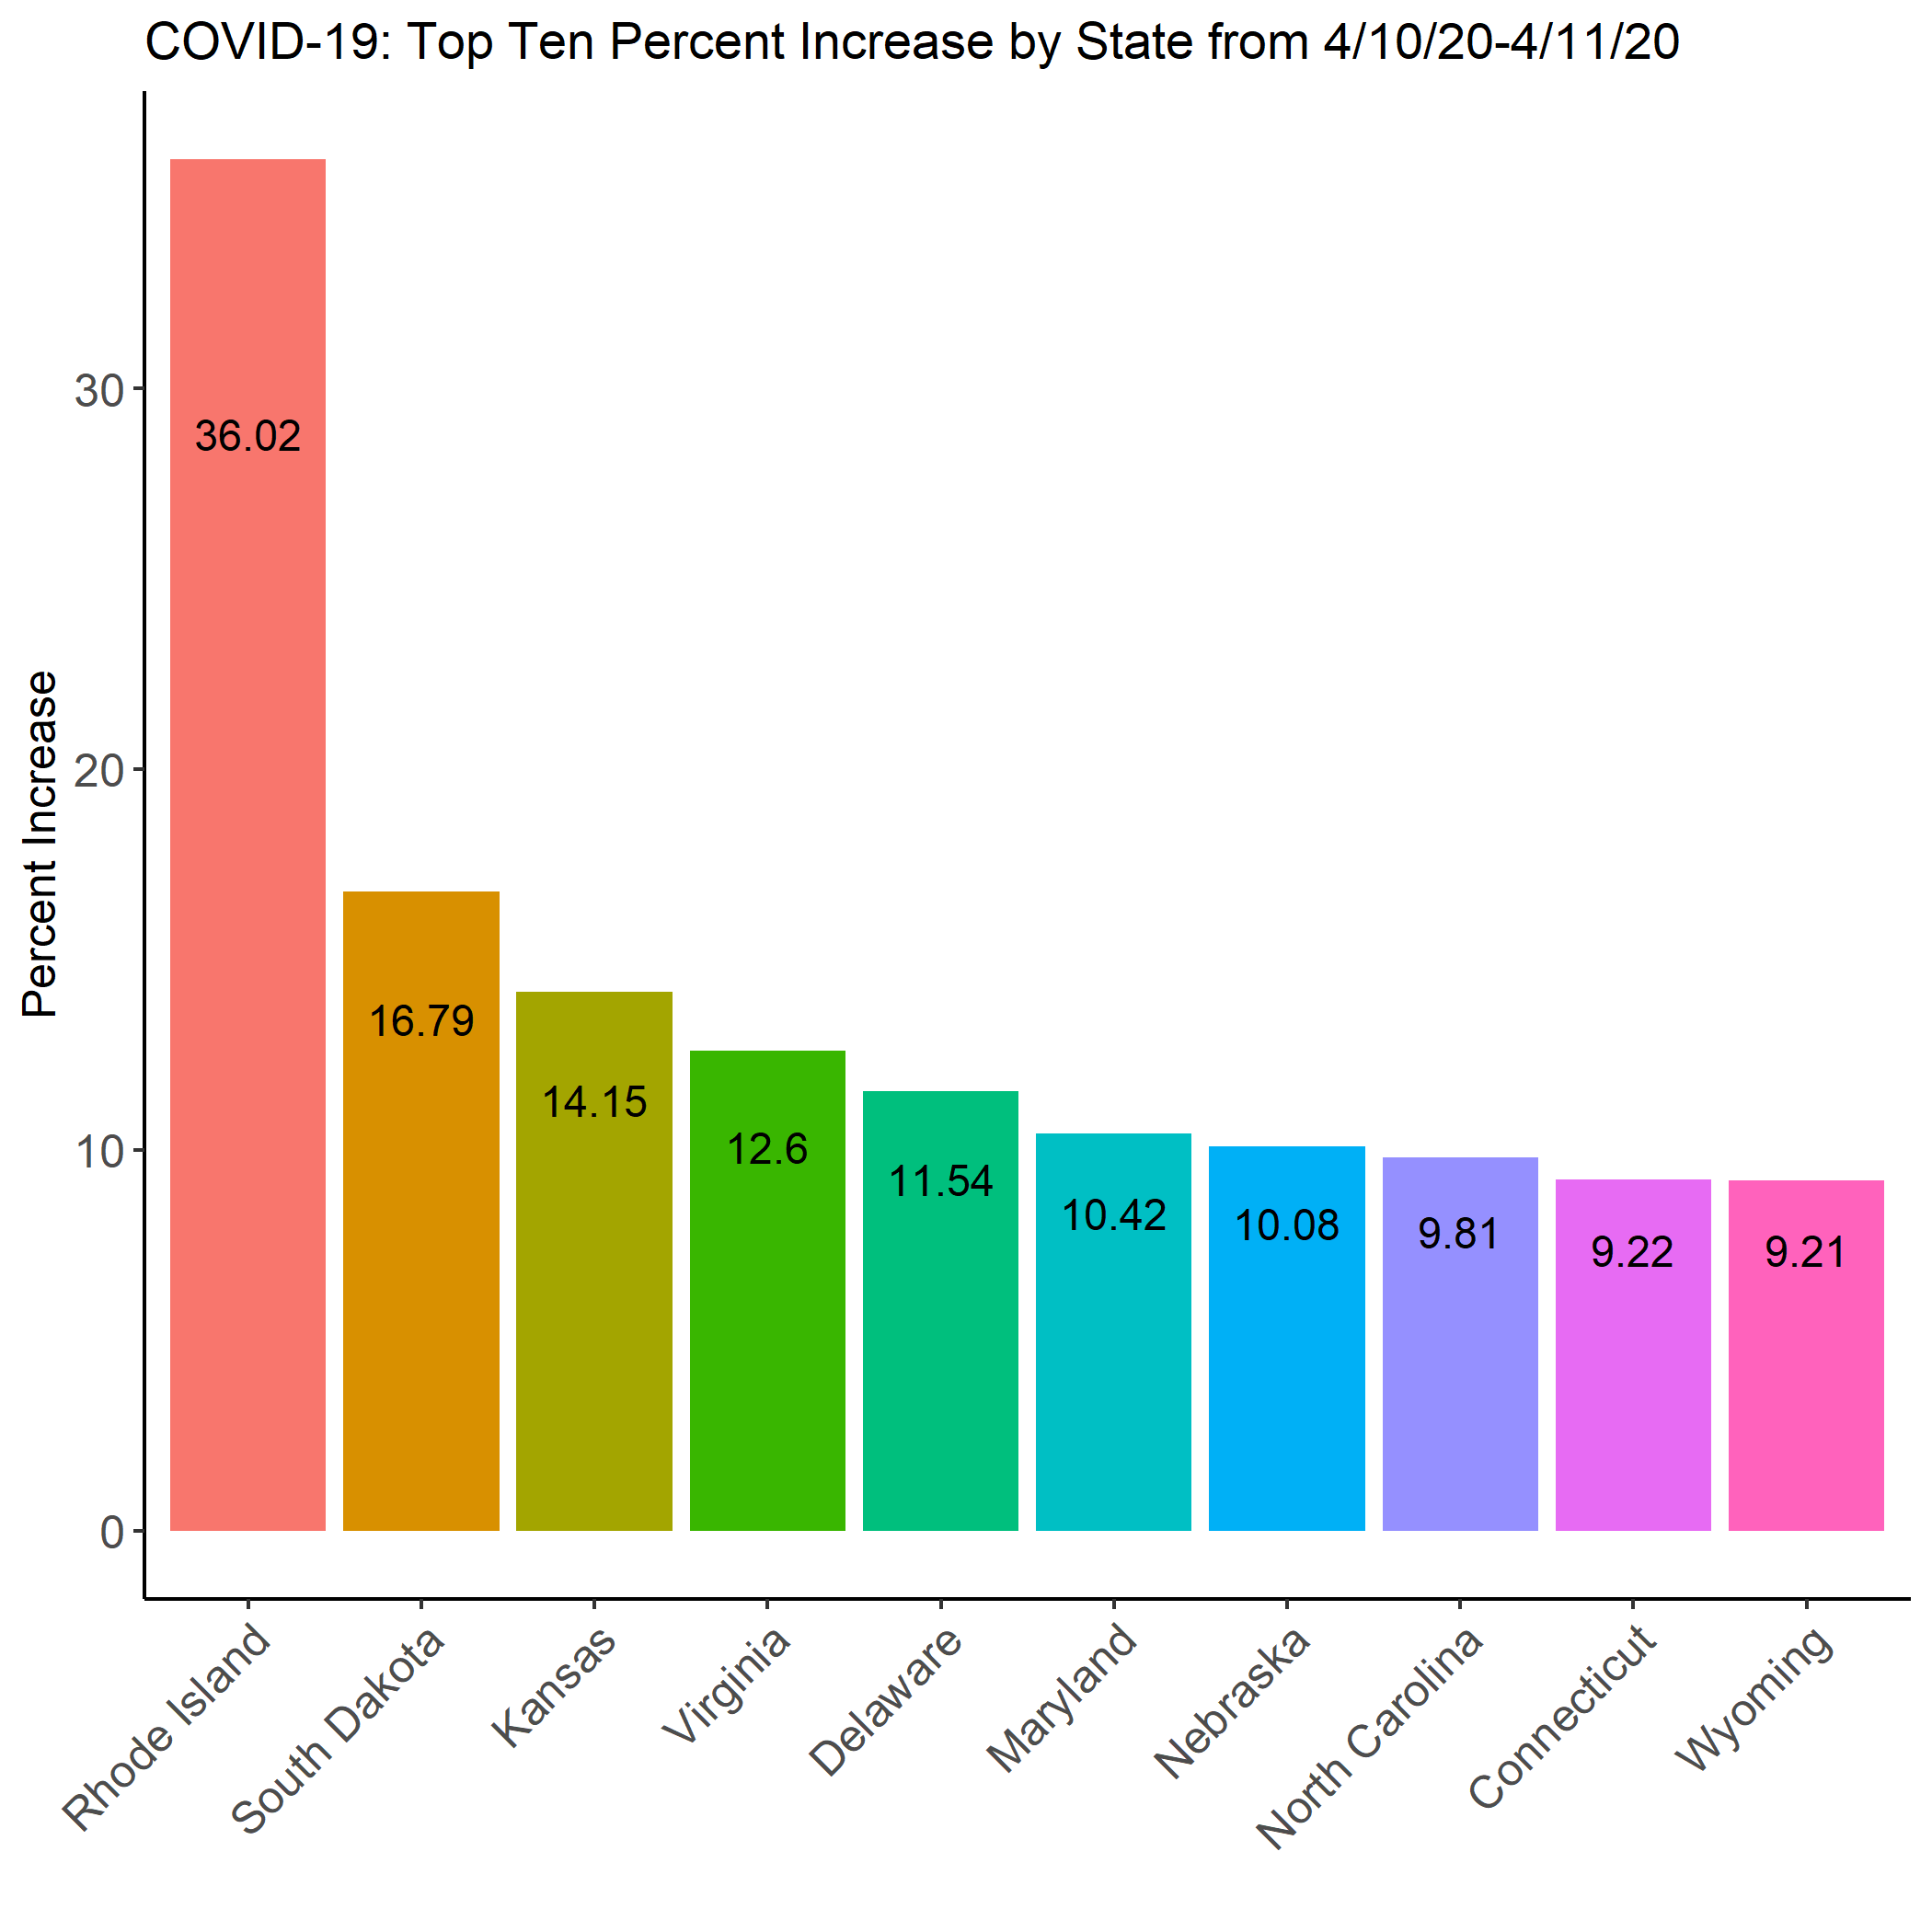 COVID-19: Top Ten Percent Increase by State from 4/10/20-4/11/20
Percent Increase
30
20
10
0
36.02
16.79
14.15
12.6
11.54
10.42
10.08
9.81
9.22
9.21
Rhode Island
South Dakota
Kansas
Virginia
Delaware
Maryland
Nebraska
North Carolina
Connecticut
Wyoming